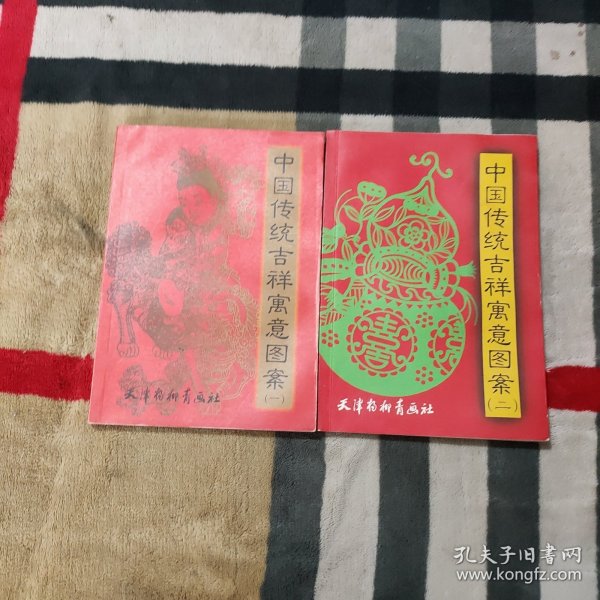 中国传统吉祥寓意图案
(一)
天津杨柳青画社
中国传统吉祥寓意图案
(二)
天津杨柳青画社
孔夫子旧书网
www.kongfz.com